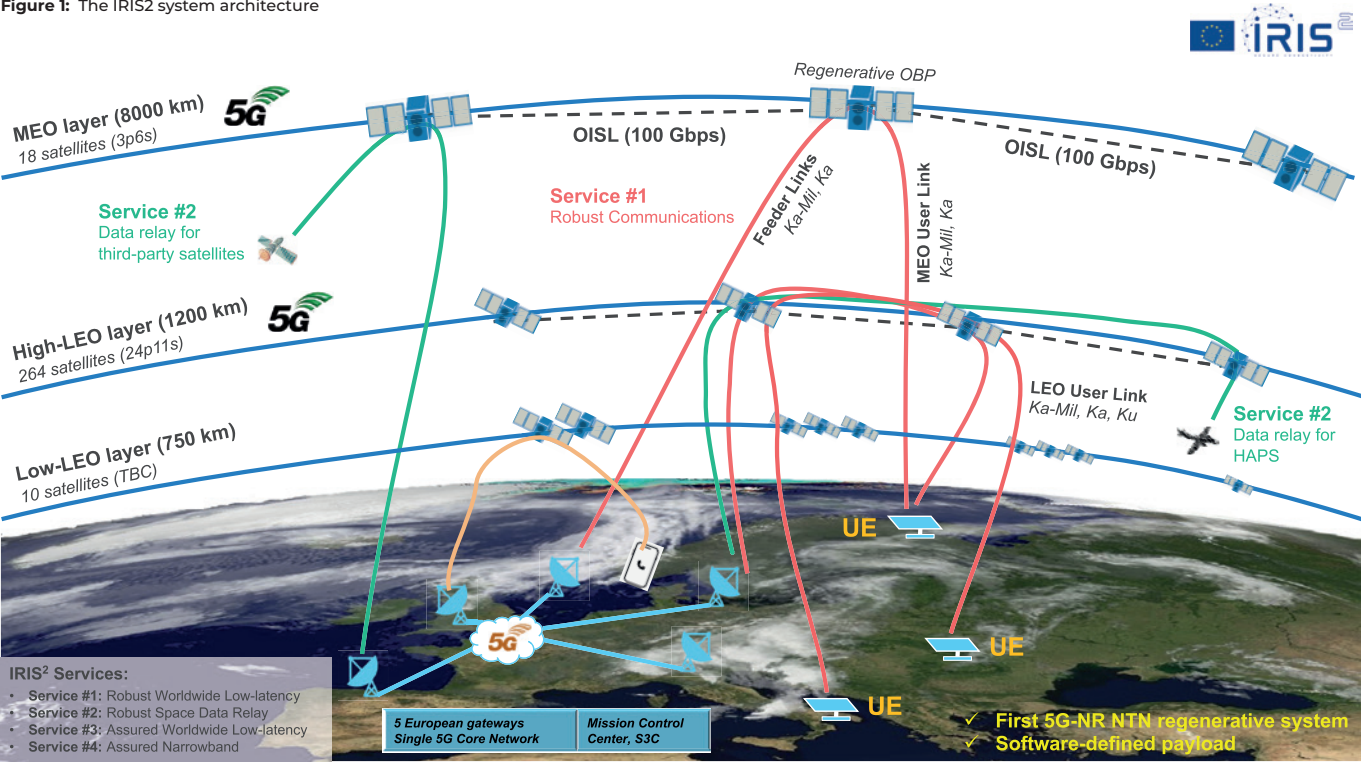 Figure 1: The IRIS2 system architecture
IRIS²
Regenerative OBP
MEO layer (8000 km)
18 satellites (3p6s)
5G
OISL (100 Gbps)
OISL (100 Gbps)
Service #1
Robust Communications
Feeder Links
Ka-Mil, Ka
MEO User Link
Ka-Mil, Ka
Service #2
Data relay for
third-party satellites
High-LEO layer (1200 km)
264 satellites (24p11s)
5G
LEO User Link
Ka-Mil, Ka, Ku
Service #2
Data relay for
HAPS
Low-LEO layer (750 km)
10 satellites (TBC)
UE
5G
UE
UE
IRIS² Services:
• Service #1: Robust Worldwide Low-latency
• Service #2: Robust Space Data Relay
• Service #3: Assured Worldwide Low-latency
• Service #4: Assured Narrowband
5 European gateways
Single 5G Core Network
Mission Control
Center, S3C
✓ First 5G-NR NTN regenerative system
✓ Software-defined payload